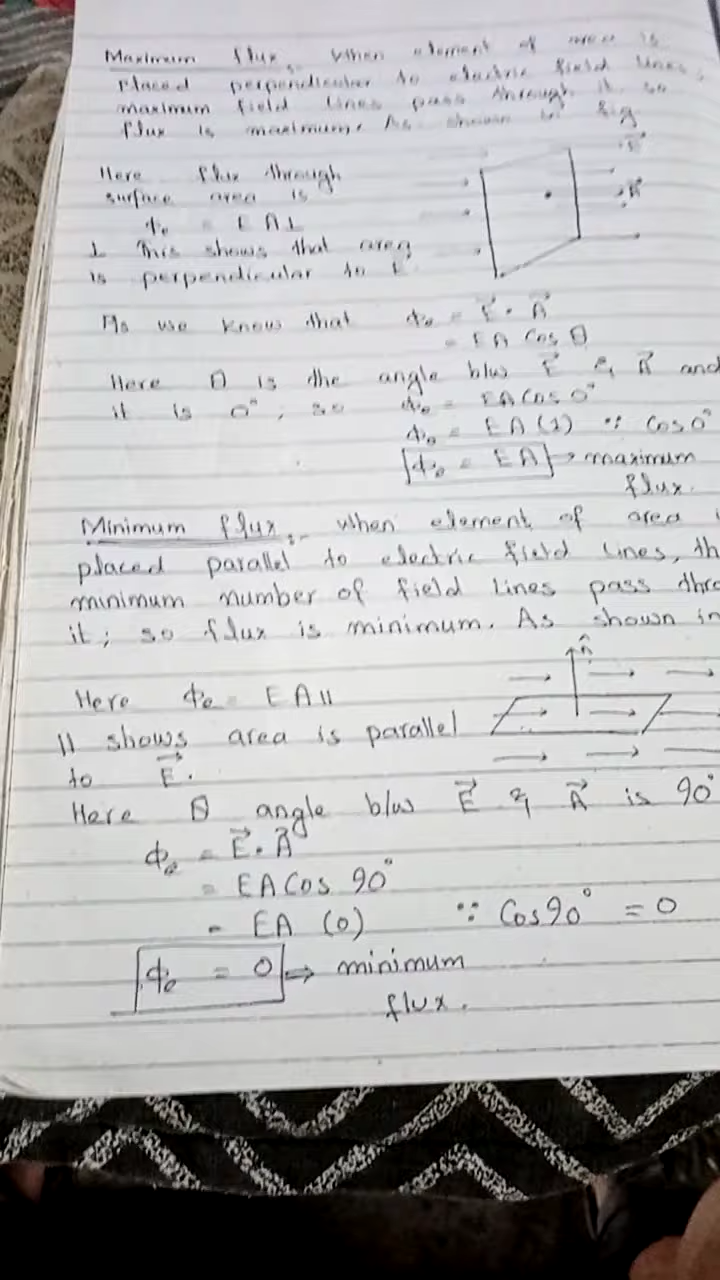 Maximum flux:- When element of area is
placed perpendicular to electric field lines,
maximum field lines pass through it, so
flux is maximum. As shown in fig
Here flux through
surface area is
ϕe = EA⊥
⊥ This shows that area
is perpendicular to E
E⃗
A⃗
As we know that ϕe = E⃗ . A⃗
= EA Cos θ
Here θ is the angle b/w E⃗ & A⃗ and
it is 0°, so ϕe = EA Cos 0°
ϕe = EA (1) ∵ Cos 0°
ϕe = EA → maximum
flux.
Minimum flux:- When element of area
placed parallel to electric field lines,
minimum number of field lines pass
it; so flux is minimum. As shown in
n̂
Here ϕe = EA||
|| shows area is parallel
to E⃗.
Here θ angle b/w E⃗ & A⃗ is 90°
ϕe = E⃗ . A⃗
= EA Cos 90°
= EA (0) ∵ Cos 90° = 0
ϕe = 0 ⇒ minimum
flux.